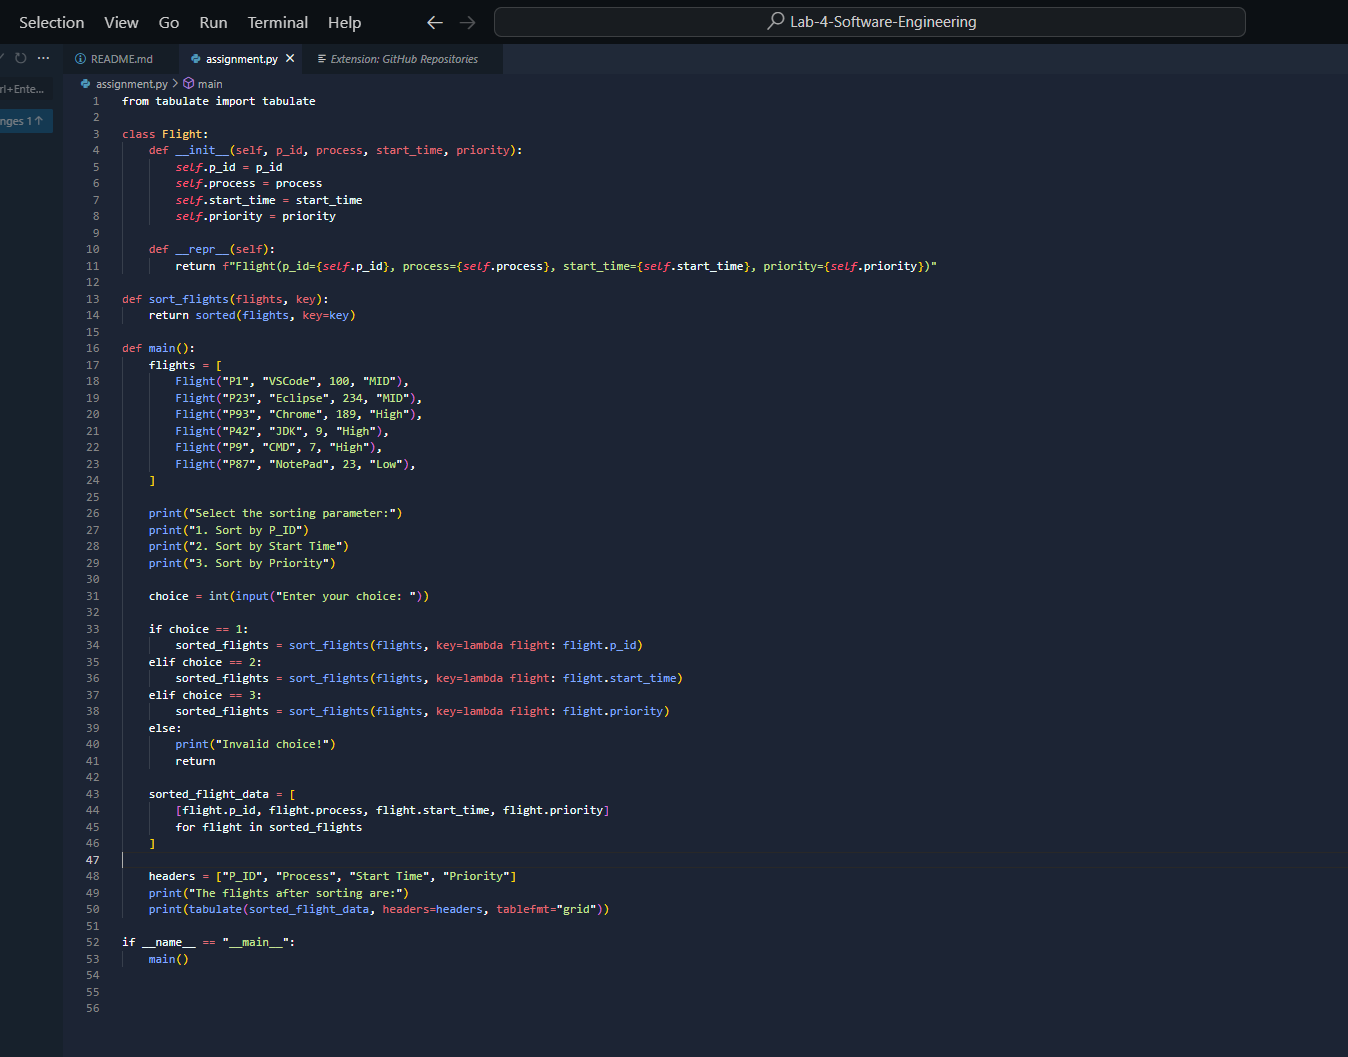 Selection View Go Run Terminal Help Lab-4-Software-Engineering
README.md assignment.py Extension: GitHub Repositories
rl+Ente...
nges 1
assignment.py > main
1 from tabulate import tabulate
2
3 class Flight:
4 def __init__(self, p_id, process, start_time, priority):
5 self.p_id = p_id
6 self.process = process
7 self.start_time = start_time
8 self.priority = priority
9
10 def __repr__(self):
11 return f"Flight(p_id={self.p_id}, process={self.process}, start_time={self.start_time}, priority={self.priority})"
12
13 def sort_flights(flights, key):
14 return sorted(flights, key=key)
15
16 def main():
17 flights = [
18 Flight("P1", "VSCode", 100, "MID"),
19 Flight("P23", "Eclipse", 234, "MID"),
20 Flight("P93", "Chrome", 189, "High"),
21 Flight("P42", "JDK", 9, "High"),
22 Flight("P9", "CMD", 7, "High"),
23 Flight("P87", "NotePad", 23, "Low"),
24 ]
25
26 print("Select the sorting parameter:")
27 print("1. Sort by P_ID")
28 print("2. Sort by Start Time")
29 print("3. Sort by Priority")
30
31 choice = int(input("Enter your choice: "))
32
33 if choice == 1:
34 sorted_flights = sort_flights(flights, key=lambda flight: flight.p_id)
35 elif choice == 2:
36 sorted_flights = sort_flights(flights, key=lambda flight: flight.start_time)
37 elif choice == 3:
38 sorted_flights = sort_flights(flights, key=lambda flight: flight.priority)
39 else:
40 print("Invalid choice!")
41 return
42
43 sorted_flight_data = [
44 [flight.p_id, flight.process, flight.start_time, flight.priority]
45 for flight in sorted_flights
46 ]
47
48 headers = ["P_ID", "Process", "Start Time", "Priority"]
49 print("The flights after sorting are:")
50 print(tabulate(sorted_flight_data, headers=headers, tablefmt="grid"))
51
52 if __name__ == "__main__":
53 main()
54
55
56